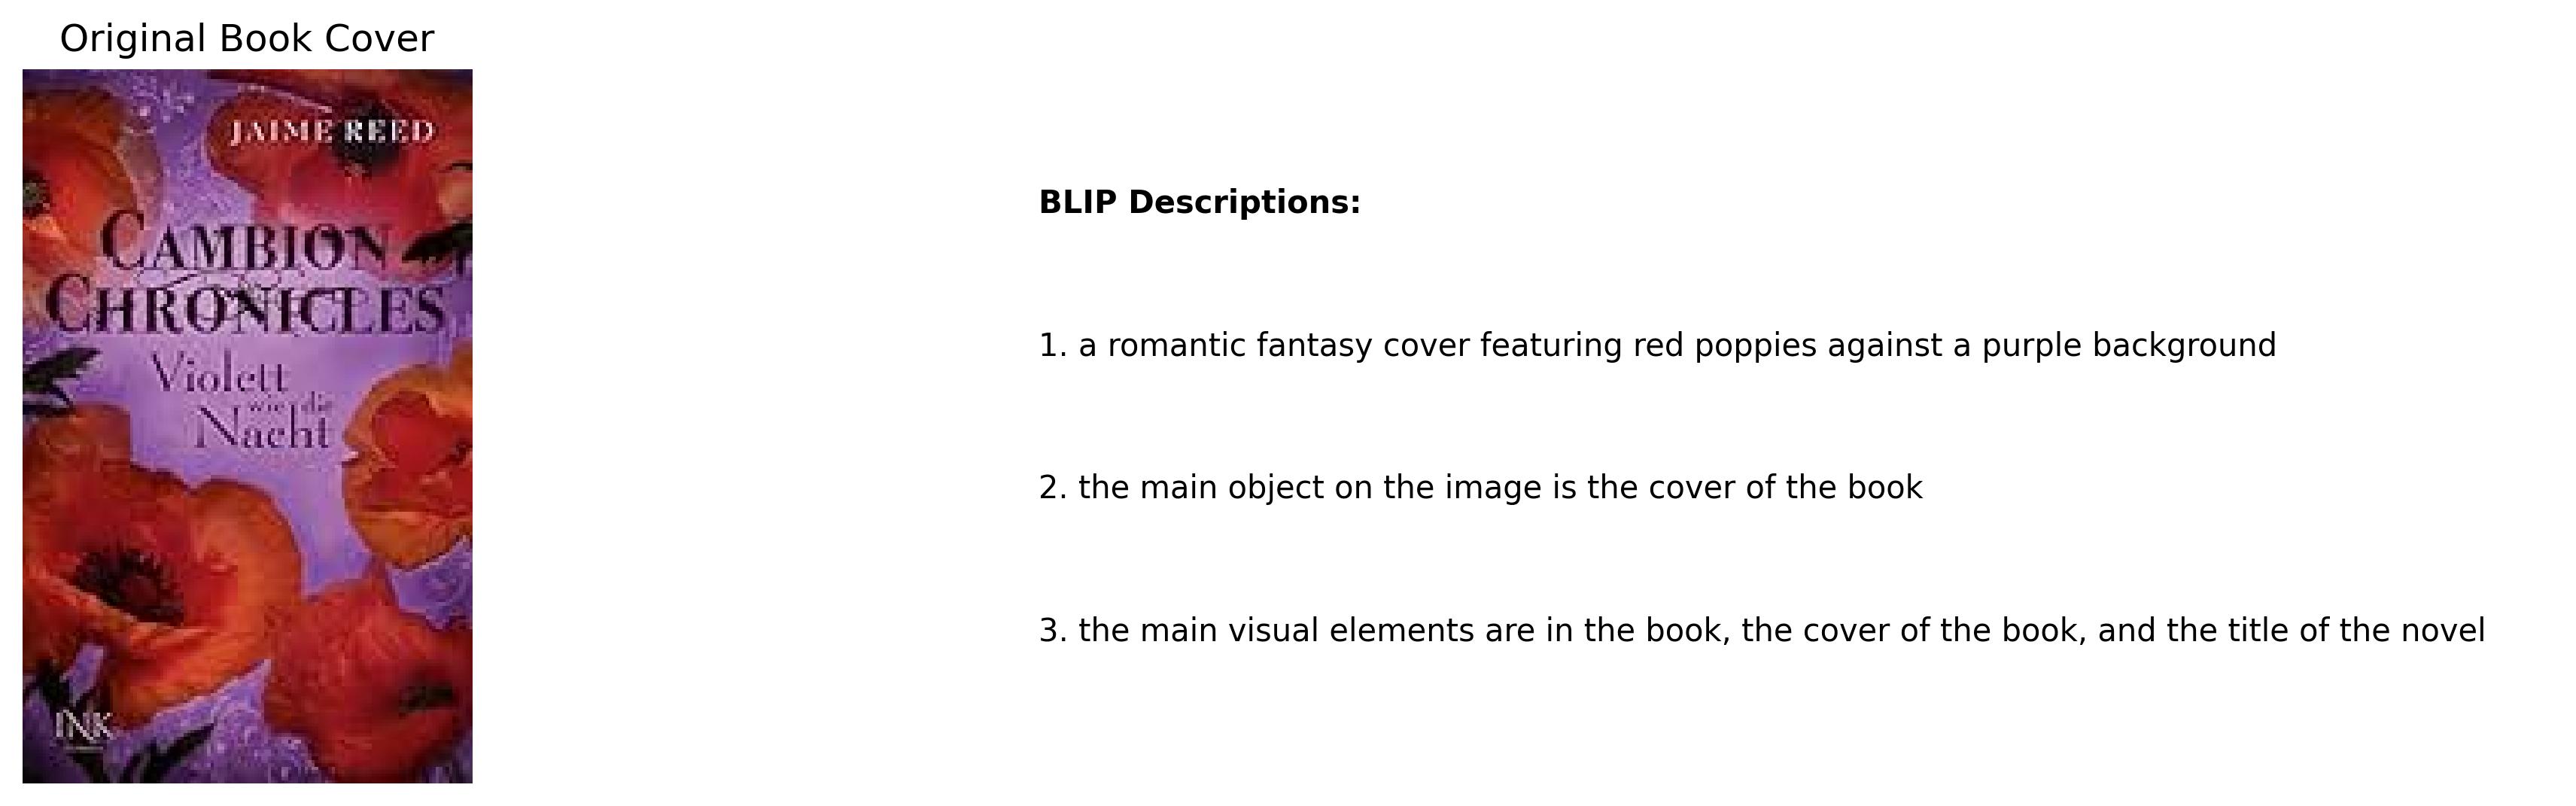 Original Book Cover
JAIME REED
CAMBION
CHRONICLES
Violett
wie die
Nacht
INK
BLIP Descriptions:
1. a romantic fantasy cover featuring red poppies against a purple background
2. the main object on the image is the cover of the book
3. the main visual elements are in the book, the cover of the book, and the title of the novel